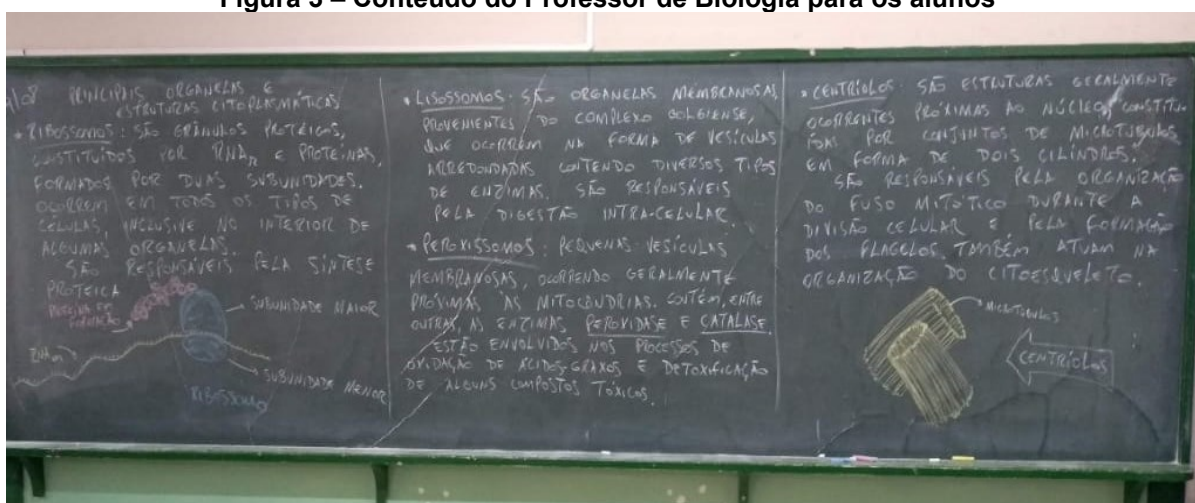 Figura 3 – Conteúdo do Professor de Biologia para os alunos
PRINCIPAIS ORGANELAS E
ESTRUTURAS CITOPLASMÁTICAS
• RIBOSSOMOS: SÃO GRÂNULOS PROTÉICOS,
CONSTITUÍDOS POR RNAr E PROTEÍNAS,
FORMADOS POR DUAS SUBUNIDADES.
OCORREM EM TODOS OS TIPOS DE
CÉLULAS, INCLUSIVE NO INTERIOR DE
ALGUMAS ORGANELAS.
SÃO RESPONSÁVEIS PELA SÍNTESE
PROTEICA
PROTEÍNA EM
FORMAÇÃO
SUBUNIDADE MAIOR
RNAm
SUBUNIDADE MENOR
RIBOSSOMO
• LISOSSOMOS: SÃO ORGANELAS MEMBRANOSAS,
PROVENIENTES DO COMPLEXO GOLGIENSE,
QUE OCORREM NA FORMA DE VESÍCULAS
ARREDONDADAS CONTENDO DIVERSOS TIPOS
DE ENZIMAS. SÃO RESPONSÁVEIS
PELA DIGESTÃO INTRA-CELULAR.
• PEROXISSOMOS: PEQUENAS VESÍCULAS
MEMBRANOSAS, OCORRENDO GERALMENTE
PRÓXIMAS ÀS MITOCÔNDRIAS. CONTÉM, ENTRE
OUTRAS, AS ENZIMAS PEROXIDASE E CATALASE.
ESTÃO ENVOLVIDOS NOS PROCESSOS DE
OXIDAÇÃO DE ÁCIDOS GRAXOS E DETOXIFICAÇÃO
DE ALGUNS COMPOSTOS TÓXICOS.
• CENTRÍOLOS: SÃO ESTRUTURAS GERALMENTE
OCORRENTES PRÓXIMAS AO NÚCLEO, CONSTITU-
ÍDAS POR CONJUNTOS DE MICROTÚBULOS
EM FORMA DE DOIS CILINDROS.
SÃO RESPONSÁVEIS PELA ORGANIZAÇÃO
DO FUSO MITÓTICO DURANTE A
DIVISÃO CELULAR E PELA FORMAÇÃO
DOS FLAGELOS. TAMBÉM ATUAM NA
ORGANIZAÇÃO DO CITOESQUELETO.
MICROTÚBULOS
CENTRÍOLOS